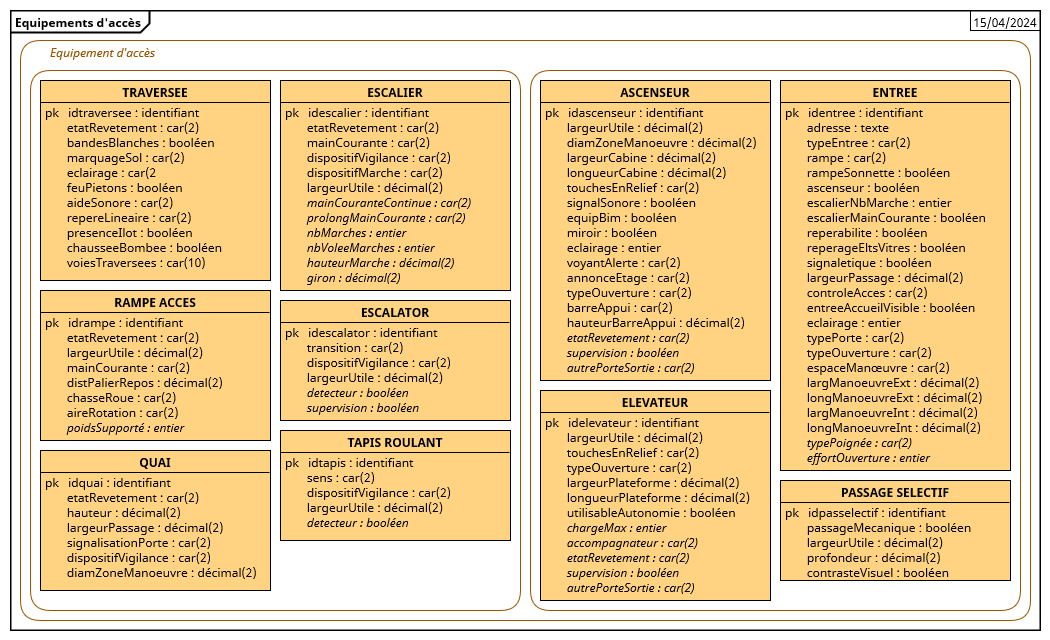 Equipements d'accès
15/04/2024
Equipement d'accès
TRAVERSEE
pk idtraversee : identifiant
etatRevetement : car(2)
bandesBlanches : booléen
marquageSol : car(2)
eclairage : car(2
feuPietons : booléen
aideSonore : car(2)
repereLineaire : car(2)
presenceIlot : booléen
chausseeBombee : booléen
voiesTraversees : car(10)
RAMPE ACCES
pk idrampe : identifiant
etatRevetement : car(2)
largeurUtile : décimal(2)
mainCourante : car(2)
distPalierRepos : décimal(2)
chasseRoue : car(2)
aireRotation : car(2)
poidsSupporté : entier
QUAI
pk idquai : identifiant
etatRevetement : car(2)
hauteur : décimal(2)
largeurPassage : décimal(2)
signalisationPorte : car(2)
dispositifVigilance : car(2)
diamZoneManoeuvre : décimal(2)
ESCALIER
pk idescalier : identifiant
etatRevetement : car(2)
mainCourante : car(2)
dispositifVigilance : car(2)
dispositifMarche : car(2)
largeurUtile : décimal(2)
mainCouranteContinue : car(2)
prolongMainCourante : car(2)
nbMarches : entier
nbVoleeMarches : entier
hauteurMarche : décimal(2)
giron : décimal(2)
ESCALATOR
pk idescalator : identifiant
transition : car(2)
dispositifVigilance : car(2)
largeurUtile : décimal(2)
detecteur : booléen
supervision : booléen
TAPIS ROULANT
pk idtapis : identifiant
sens : car(2)
dispositifVigilance : car(2)
largeurUtile : décimal(2)
detecteur : booléen
ASCENSEUR
pk idascenseur : identifiant
largeurUtile : décimal(2)
diamZoneManoeuvre : décimal(2)
largeurCabine : décimal(2)
longueurCabine : décimal(2)
touchesEnRelief : car(2)
signalSonore : booléen
equipBim : booléen
miroir : booléen
eclairage : entier
voyantAlerte : car(2)
annonceEtage : car(2)
typeOuverture : car(2)
barreAppui : car(2)
hauteurBarreAppui : décimal(2)
etatRevetement : car(2)
supervision : booléen
autrePorteSortie : car(2)
ELEVATEUR
pk idelevateur : identifiant
largeurUtile : décimal(2)
touchesEnRelief : car(2)
typeOuverture : car(2)
largeurPlateforme : décimal(2)
longueurPlateforme : décimal(2)
utilisableAutonomie : booléen
chargeMax : entier
accompagnateur : car(2)
etatRevetement : car(2)
supervision : booléen
autrePorteSortie : car(2)
ENTREE
pk identree : identifiant
adresse : texte
typeEntree : car(2)
rampe : car(2)
rampeSonnette : booléen
ascenseur : booléen
escalierNbMarche : entier
escalierMainCourante : booléen
reperabilite : booléen
reperageEltsVitres : booléen
signaletique : booléen
largeurPassage : décimal(2)
controleAcces : car(2)
entreeAccueilVisible : booléen
eclairage : entier
typePorte : car(2)
typeOuverture : car(2)
espaceManœuvre : car(2)
largManoeuvreExt : décimal(2)
longManoeuvreExt : décimal(2)
largManoeuvreInt : décimal(2)
longManoeuvreInt : décimal(2)
typePoignée : car(2)
effortOuverture : entier
PASSAGE SELECTIF
pk idpasselectif : identifiant
passageMecanique : booléen
largeurUtile : décimal(2)
profondeur : décimal(2)
contrasteVisuel : booléen